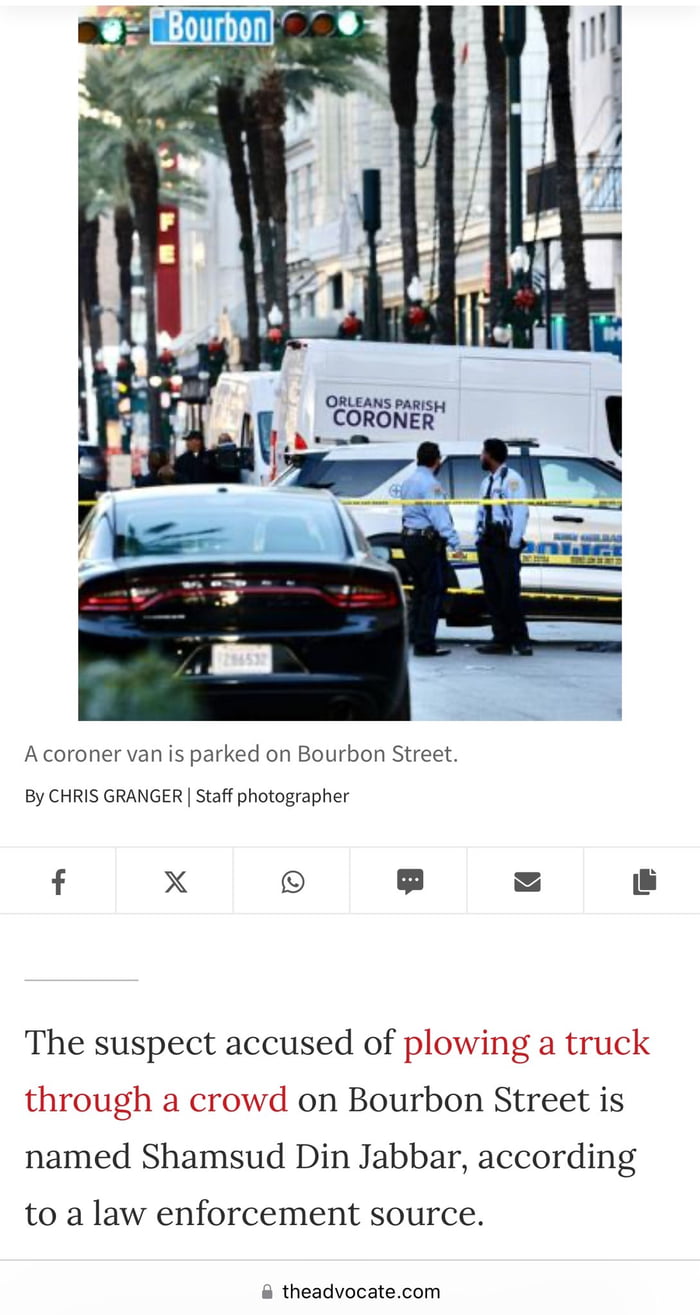 Bourbon
F
E
ORLEANS PARISH
CORONER
POLICE
A coroner van is parked on Bourbon Street.
By CHRIS GRANGER | Staff photographer
The suspect accused of plowing a truck
through a crowd on Bourbon Street is
named Shamsud Din Jabbar, according
to a law enforcement source.
theadvocate.com